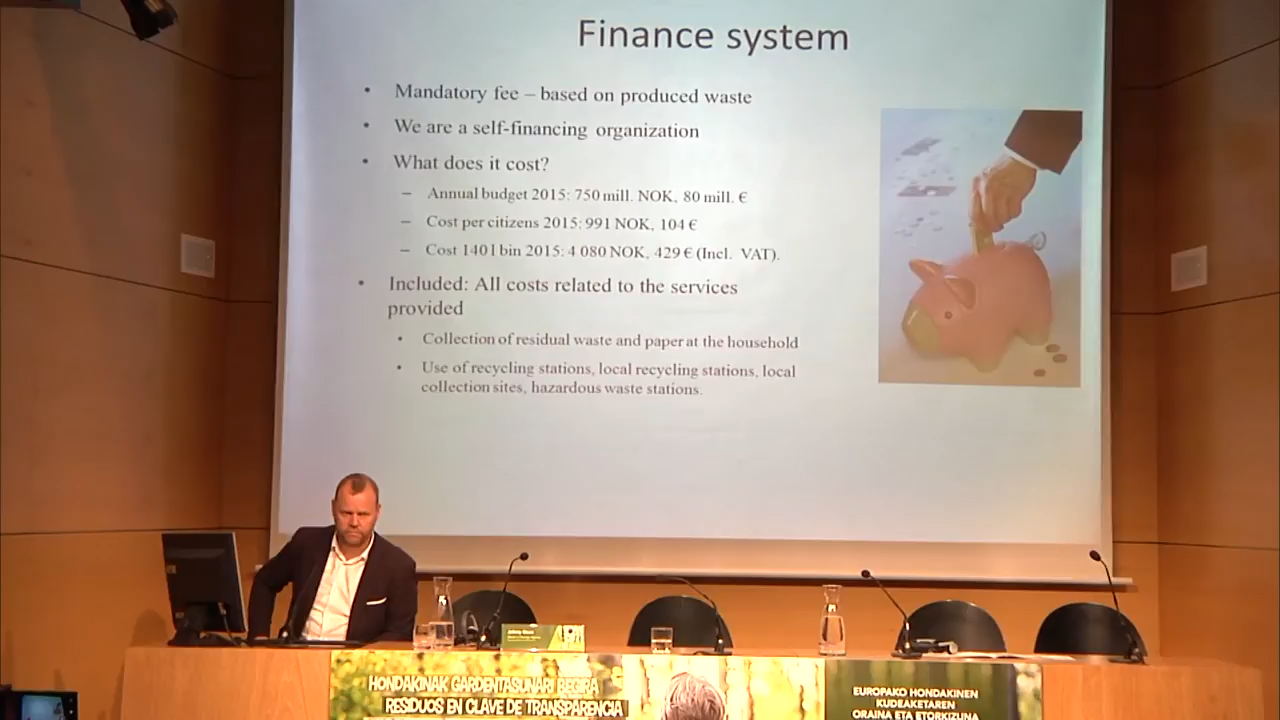 Finance system
• Mandatory fee – based on produced waste
• We are a self-financing organization
• What does it cost?
– Annual budget 2015: 750 mill. NOK, 80 mill. €
– Cost per citizens 2015: 991 NOK, 104 €
– Cost 140 l bin 2015: 4 080 NOK, 429 € (Incl. VAT).
• Included: All costs related to the services
provided
• Collection of residual waste and paper at the household
• Use of recycling stations, local recycling stations, local
collection sites, hazardous waste stations.
HONDAKINAK GARDENTASUNARI BEGIRA
RESIDUOS EN CLAVE DE TRANSPARENCIA
EUROPAKO HONDAKINEN
KUDEAKETAREN
ORAINA ETA ETORKIZUNA